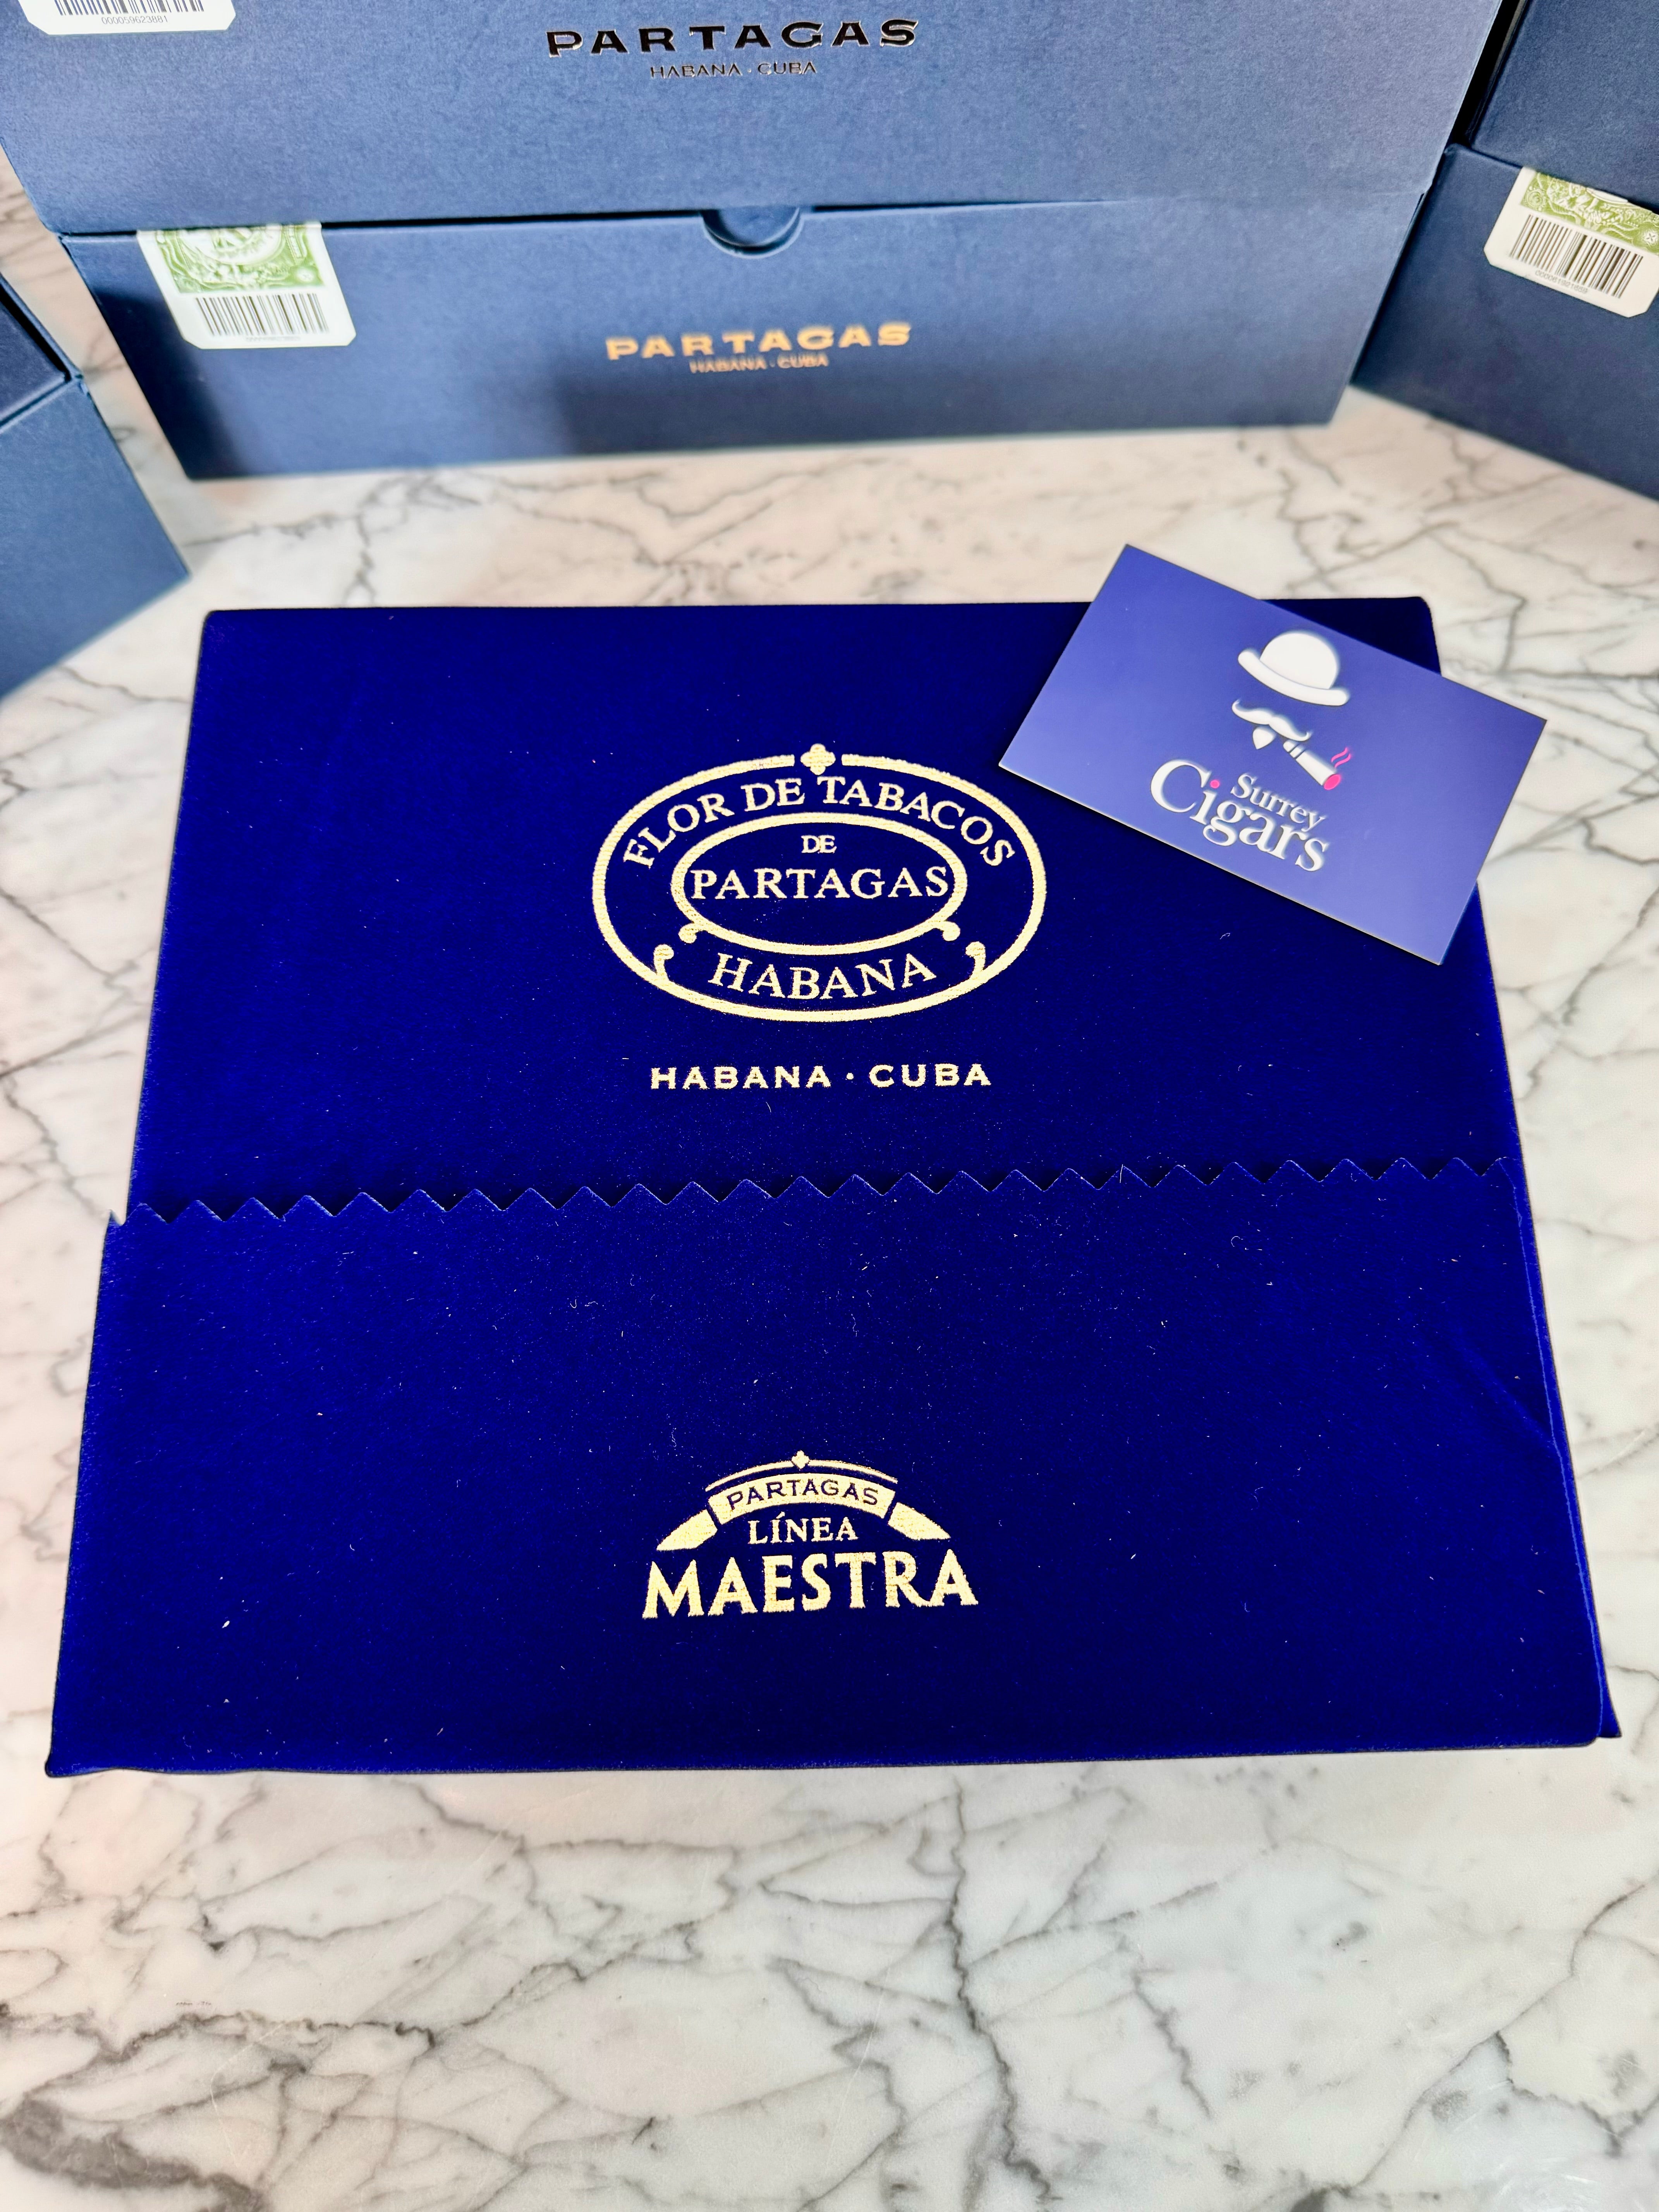 000059623881
PARTAGAS
HABANA · CUBA
PARTAGAS
HABANA · CUBA
Surrey
Cigars
FLOR DE TABACOS
DE
PARTAGAS
HABANA
HABANA · CUBA
PARTAGAS
LÍNEA
MAESTRA